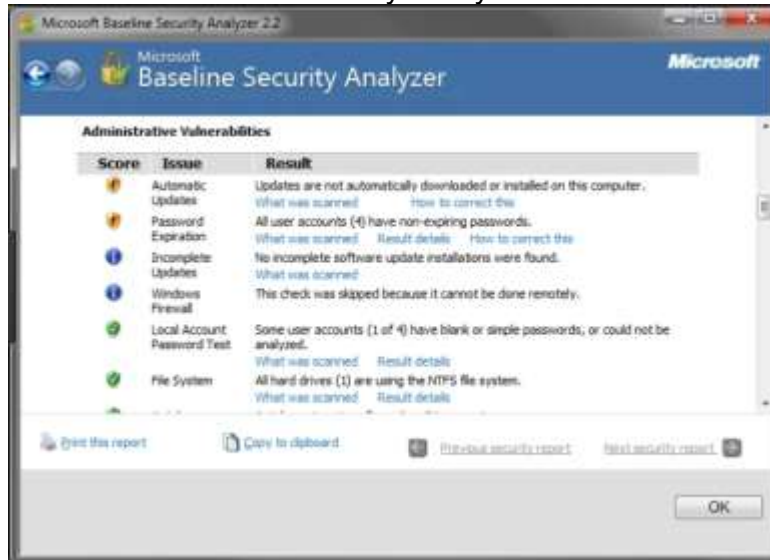 Microsoft Baseline Security Analyzer 2.2
Microsoft
Baseline Security Analyzer
Microsoft
Administrative Vulnerabilities
Score Issue Result
Automatic Updates are not automatically downloaded or installed on this computer.
Updates What was scanned How to correct this
Password All user accounts (4) have non-expiring passwords.
Expiration What was scanned Result details How to correct this
Incomplete No incomplete software update installations were found.
Updates What was scanned
Windows This check was skipped because it cannot be done remotely.
Firewall
Local Account Some user accounts (1 of 4) have blank or simple passwords, or could not be
Password Test analyzed.
What was scanned Result details
File System All hard drives (1) are using the NTFS file system.
What was scanned Result details
Print this report Copy to clipboard Previous security report Next security report
OK